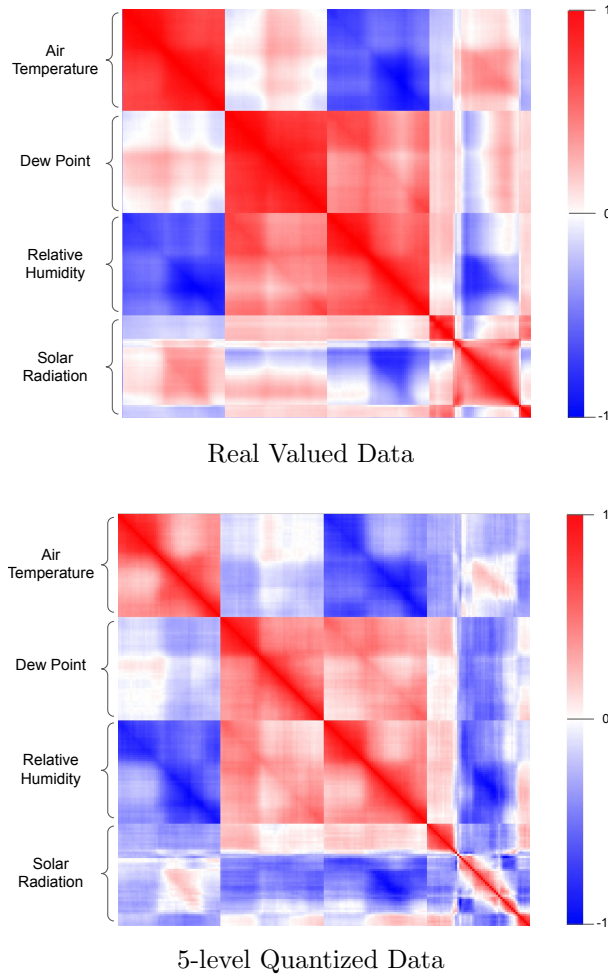 Air
Temperature
Dew Point
Relative
Humidity
Solar
Radiation
1
0
-1
Real Valued Data
Air
Temperature
Dew Point
Relative
Humidity
Solar
Radiation
1
0
-1
5-level Quantized Data